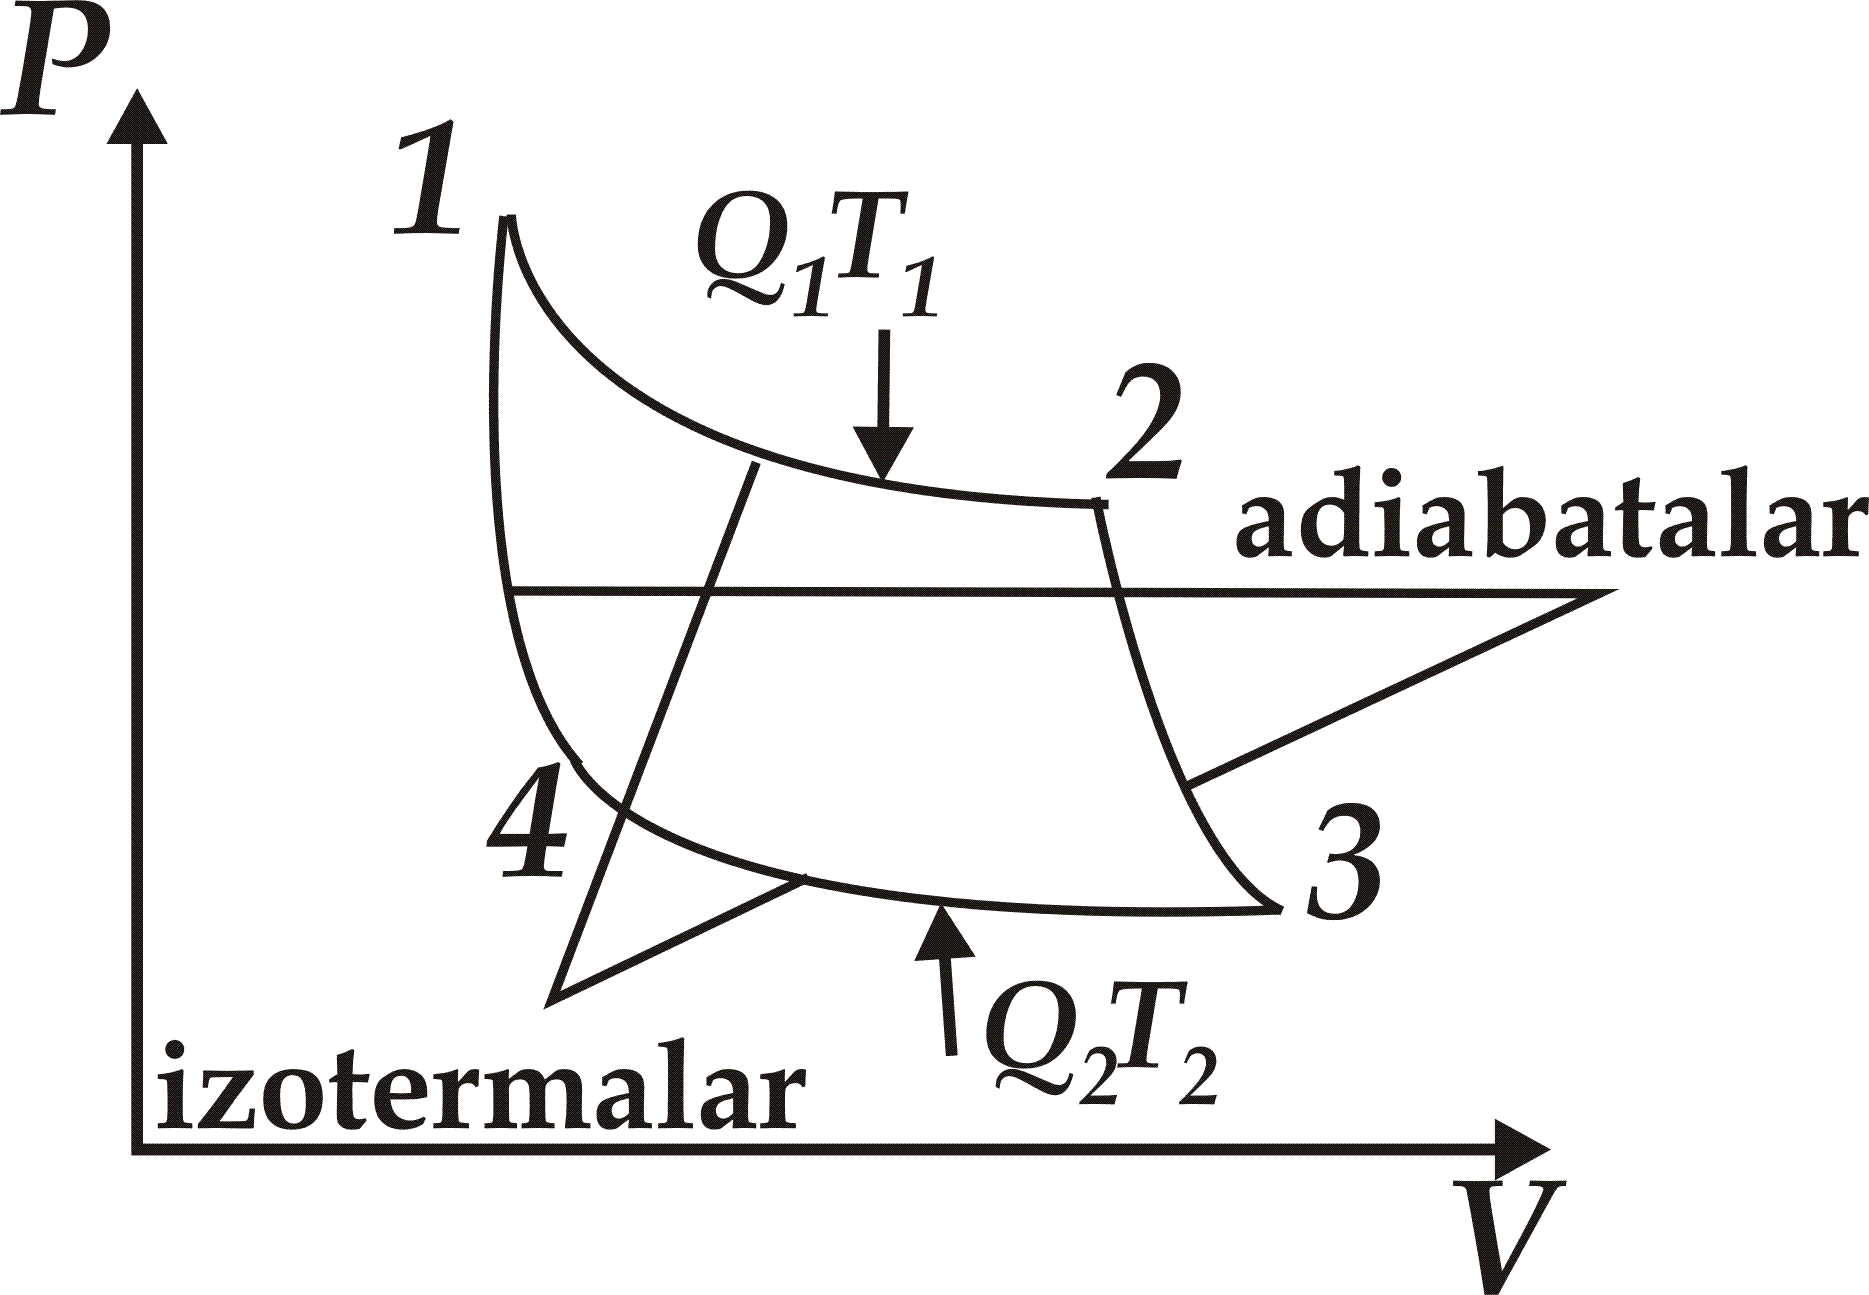 P
1
Q₁T₁
2
adiabatalar
4
3
Q₂T₂
izotermalar
V